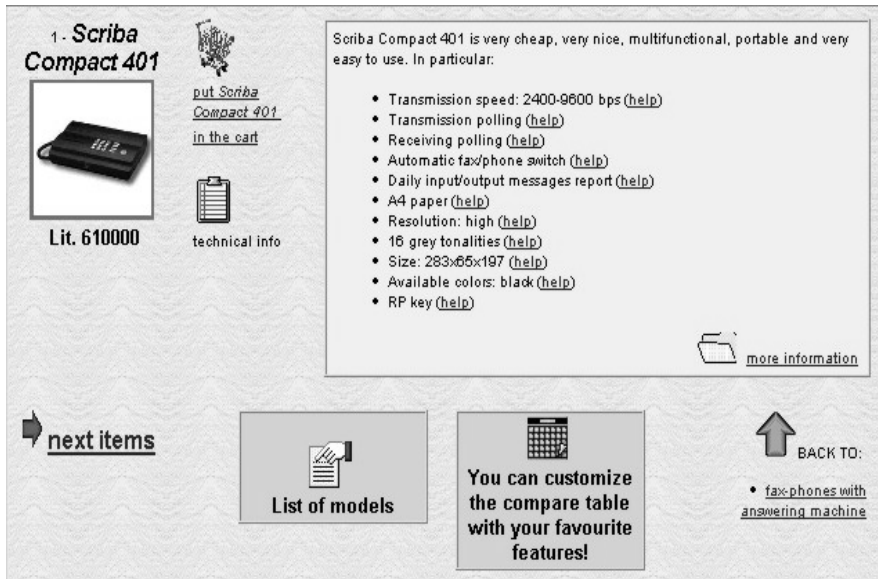 1 - Scriba
Compact 401
Lit. 610000
put Scriba
Compact 401
in the cart
technical info
Scriba Compact 401 is very cheap, very nice, multifunctional, portable and very
easy to use. In particular:
• Transmission speed: 2400-9600 bps (help)
• Transmission polling (help)
• Receiving polling (help)
• Automatic fax/phone switch (help)
• Daily input/output messages report (help)
• A4 paper (help)
• Resolution: high (help)
• 16 grey tonalities (help)
• Size: 283x65x197 (help)
• Available colors: black (help)
• RP key (help)
more information
next items
List of models
You can customize
the compare table
with your favourite
features!
BACK TO:
• fax-phones with
answering machine